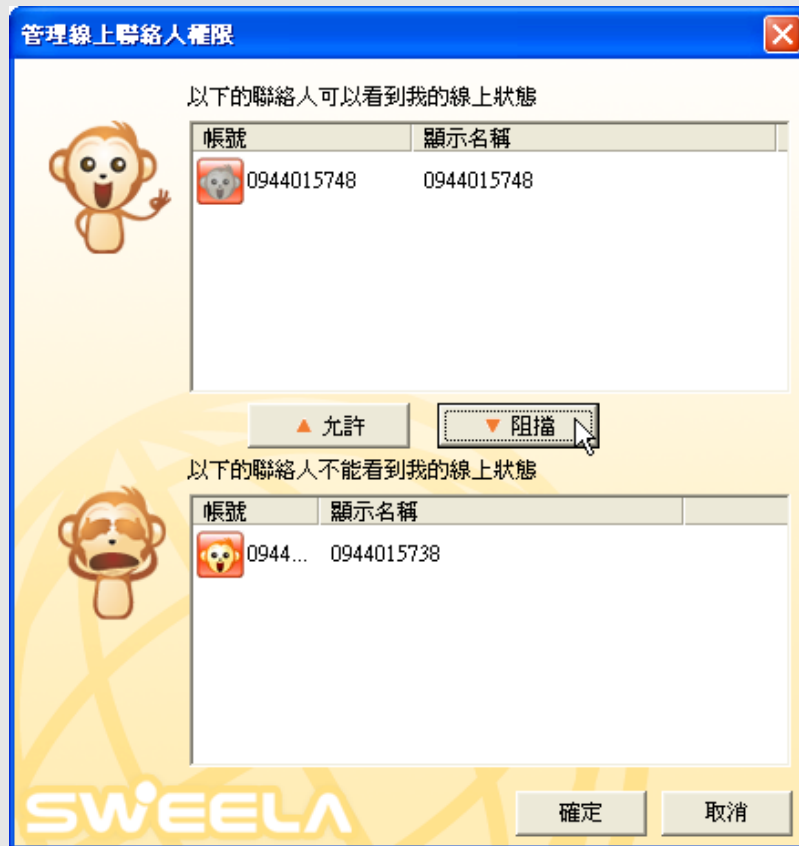 管理線上聯絡人權限
以下的聯絡人可以看到我的線上狀態
帳號 顯示名稱
0944015748 0944015748
允許 阻擋
以下的聯絡人不能看到我的線上狀態
帳號 顯示名稱
0944... 0944015738
SWEELA
確定 取消